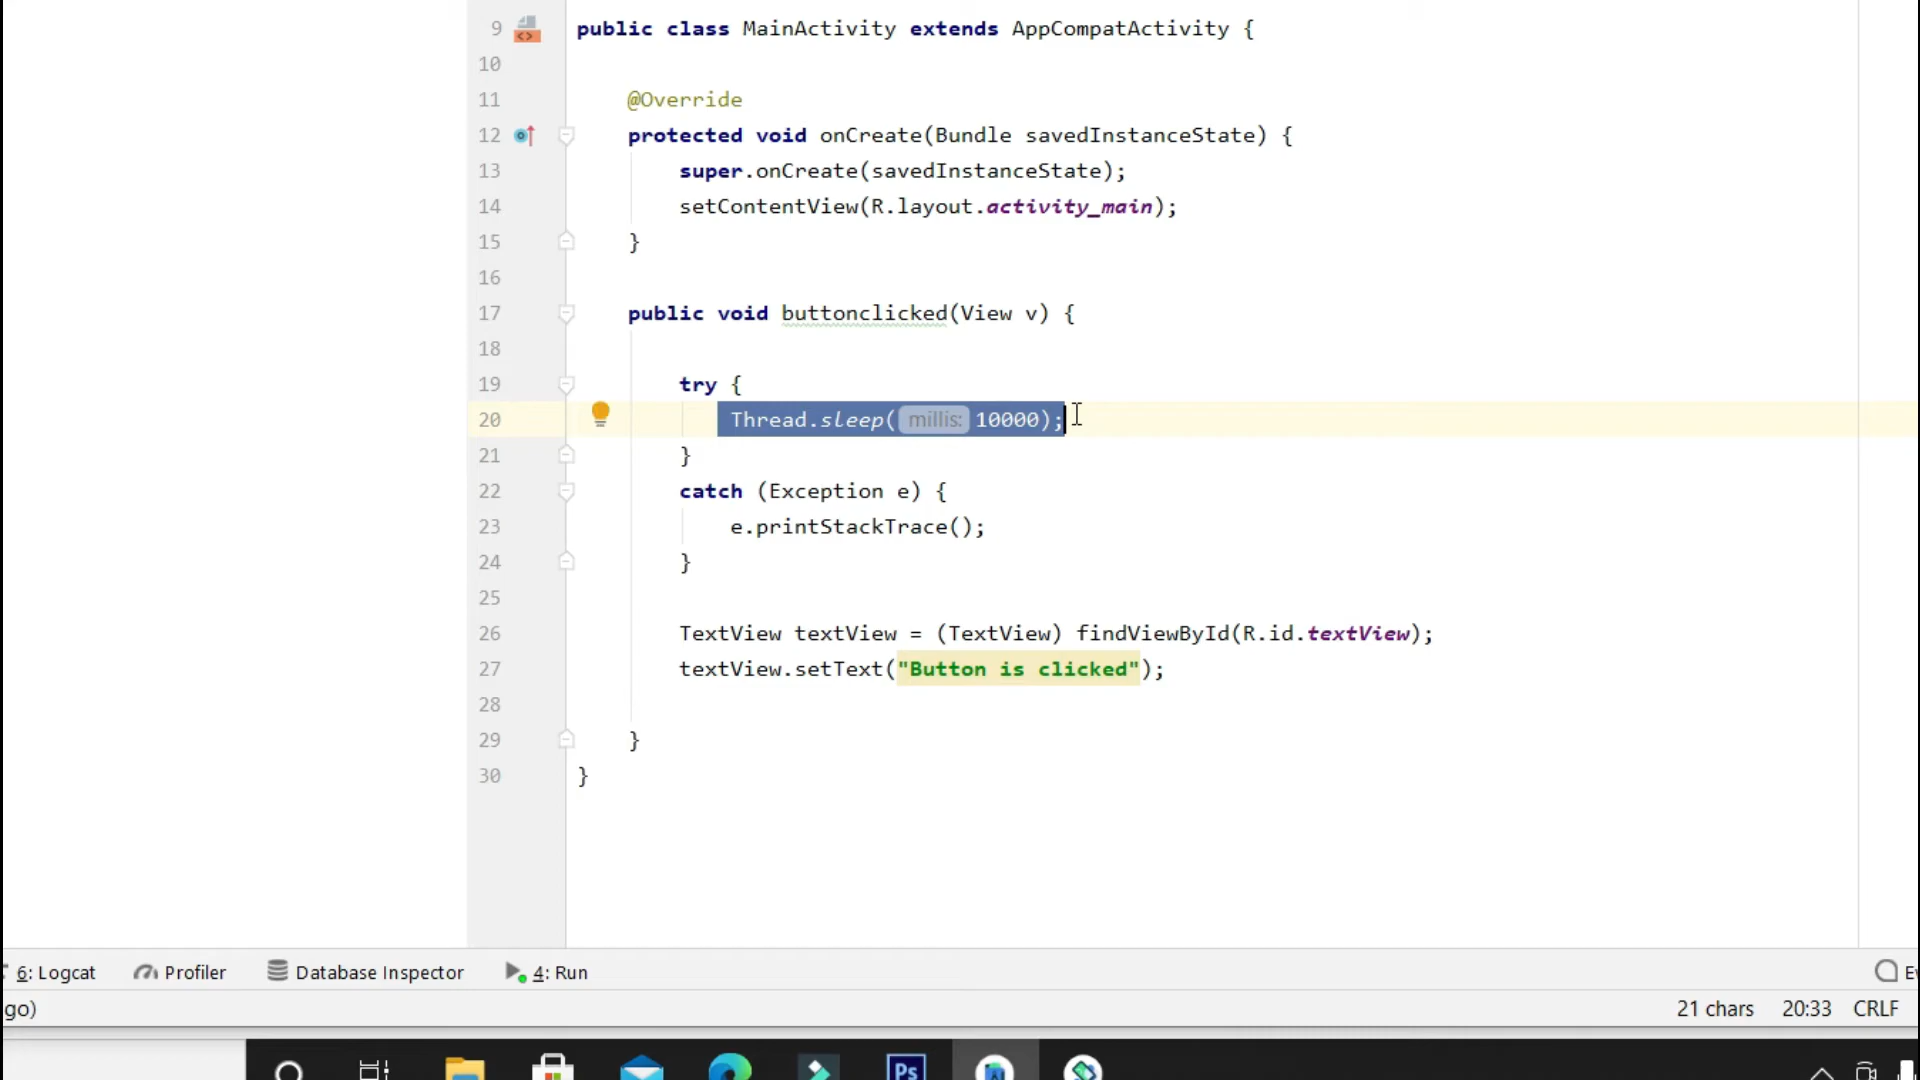 9 public class MainActivity extends AppCompatActivity {
10
11 @Override
12 protected void onCreate(Bundle savedInstanceState) {
13 super.onCreate(savedInstanceState);
14 setContentView(R.layout.activity_main);
15 }
16
17 public void buttonclicked(View v) {
18
19 try {
20 Thread.sleep( millis: 10000);
21 }
22 catch (Exception e) {
23 e.printStackTrace();
24 }
25
26 TextView textView = (TextView) findViewById(R.id.textView);
27 textView.setText("Button is clicked");
28
29 }
30 }
6: Logcat Profiler Database Inspector 4: Run Ev
go) 21 chars 20:33 CRLF
Ps